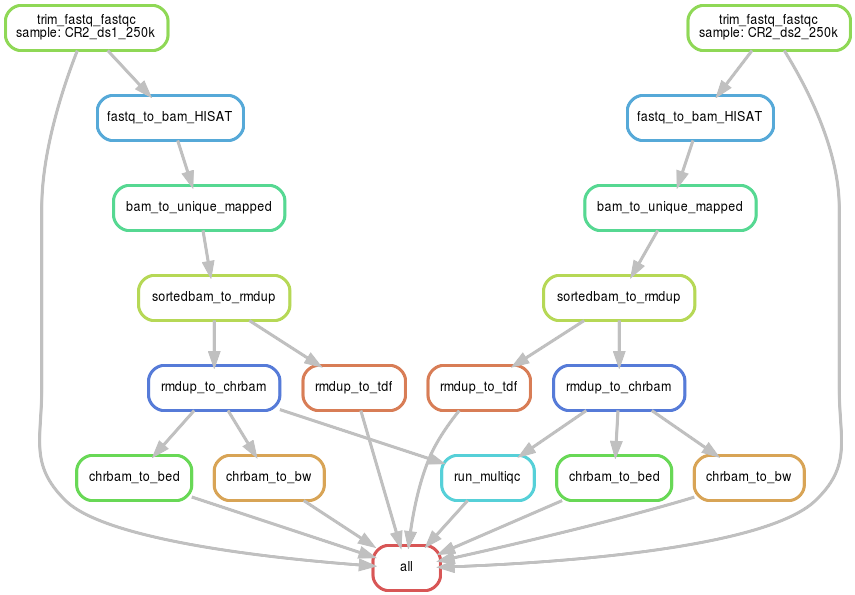 trim_fastq_fastqc
sample: CR2_ds1_250k
trim_fastq_fastqc
sample: CR2_ds2_250k
fastq_to_bam_HISAT
fastq_to_bam_HISAT
bam_to_unique_mapped
bam_to_unique_mapped
sortedbam_to_rmdup
sortedbam_to_rmdup
rmdup_to_chrbam
rmdup_to_tdf
rmdup_to_tdf
rmdup_to_chrbam
chrbam_to_bed
chrbam_to_bw
run_multiqc
chrbam_to_bed
chrbam_to_bw
all